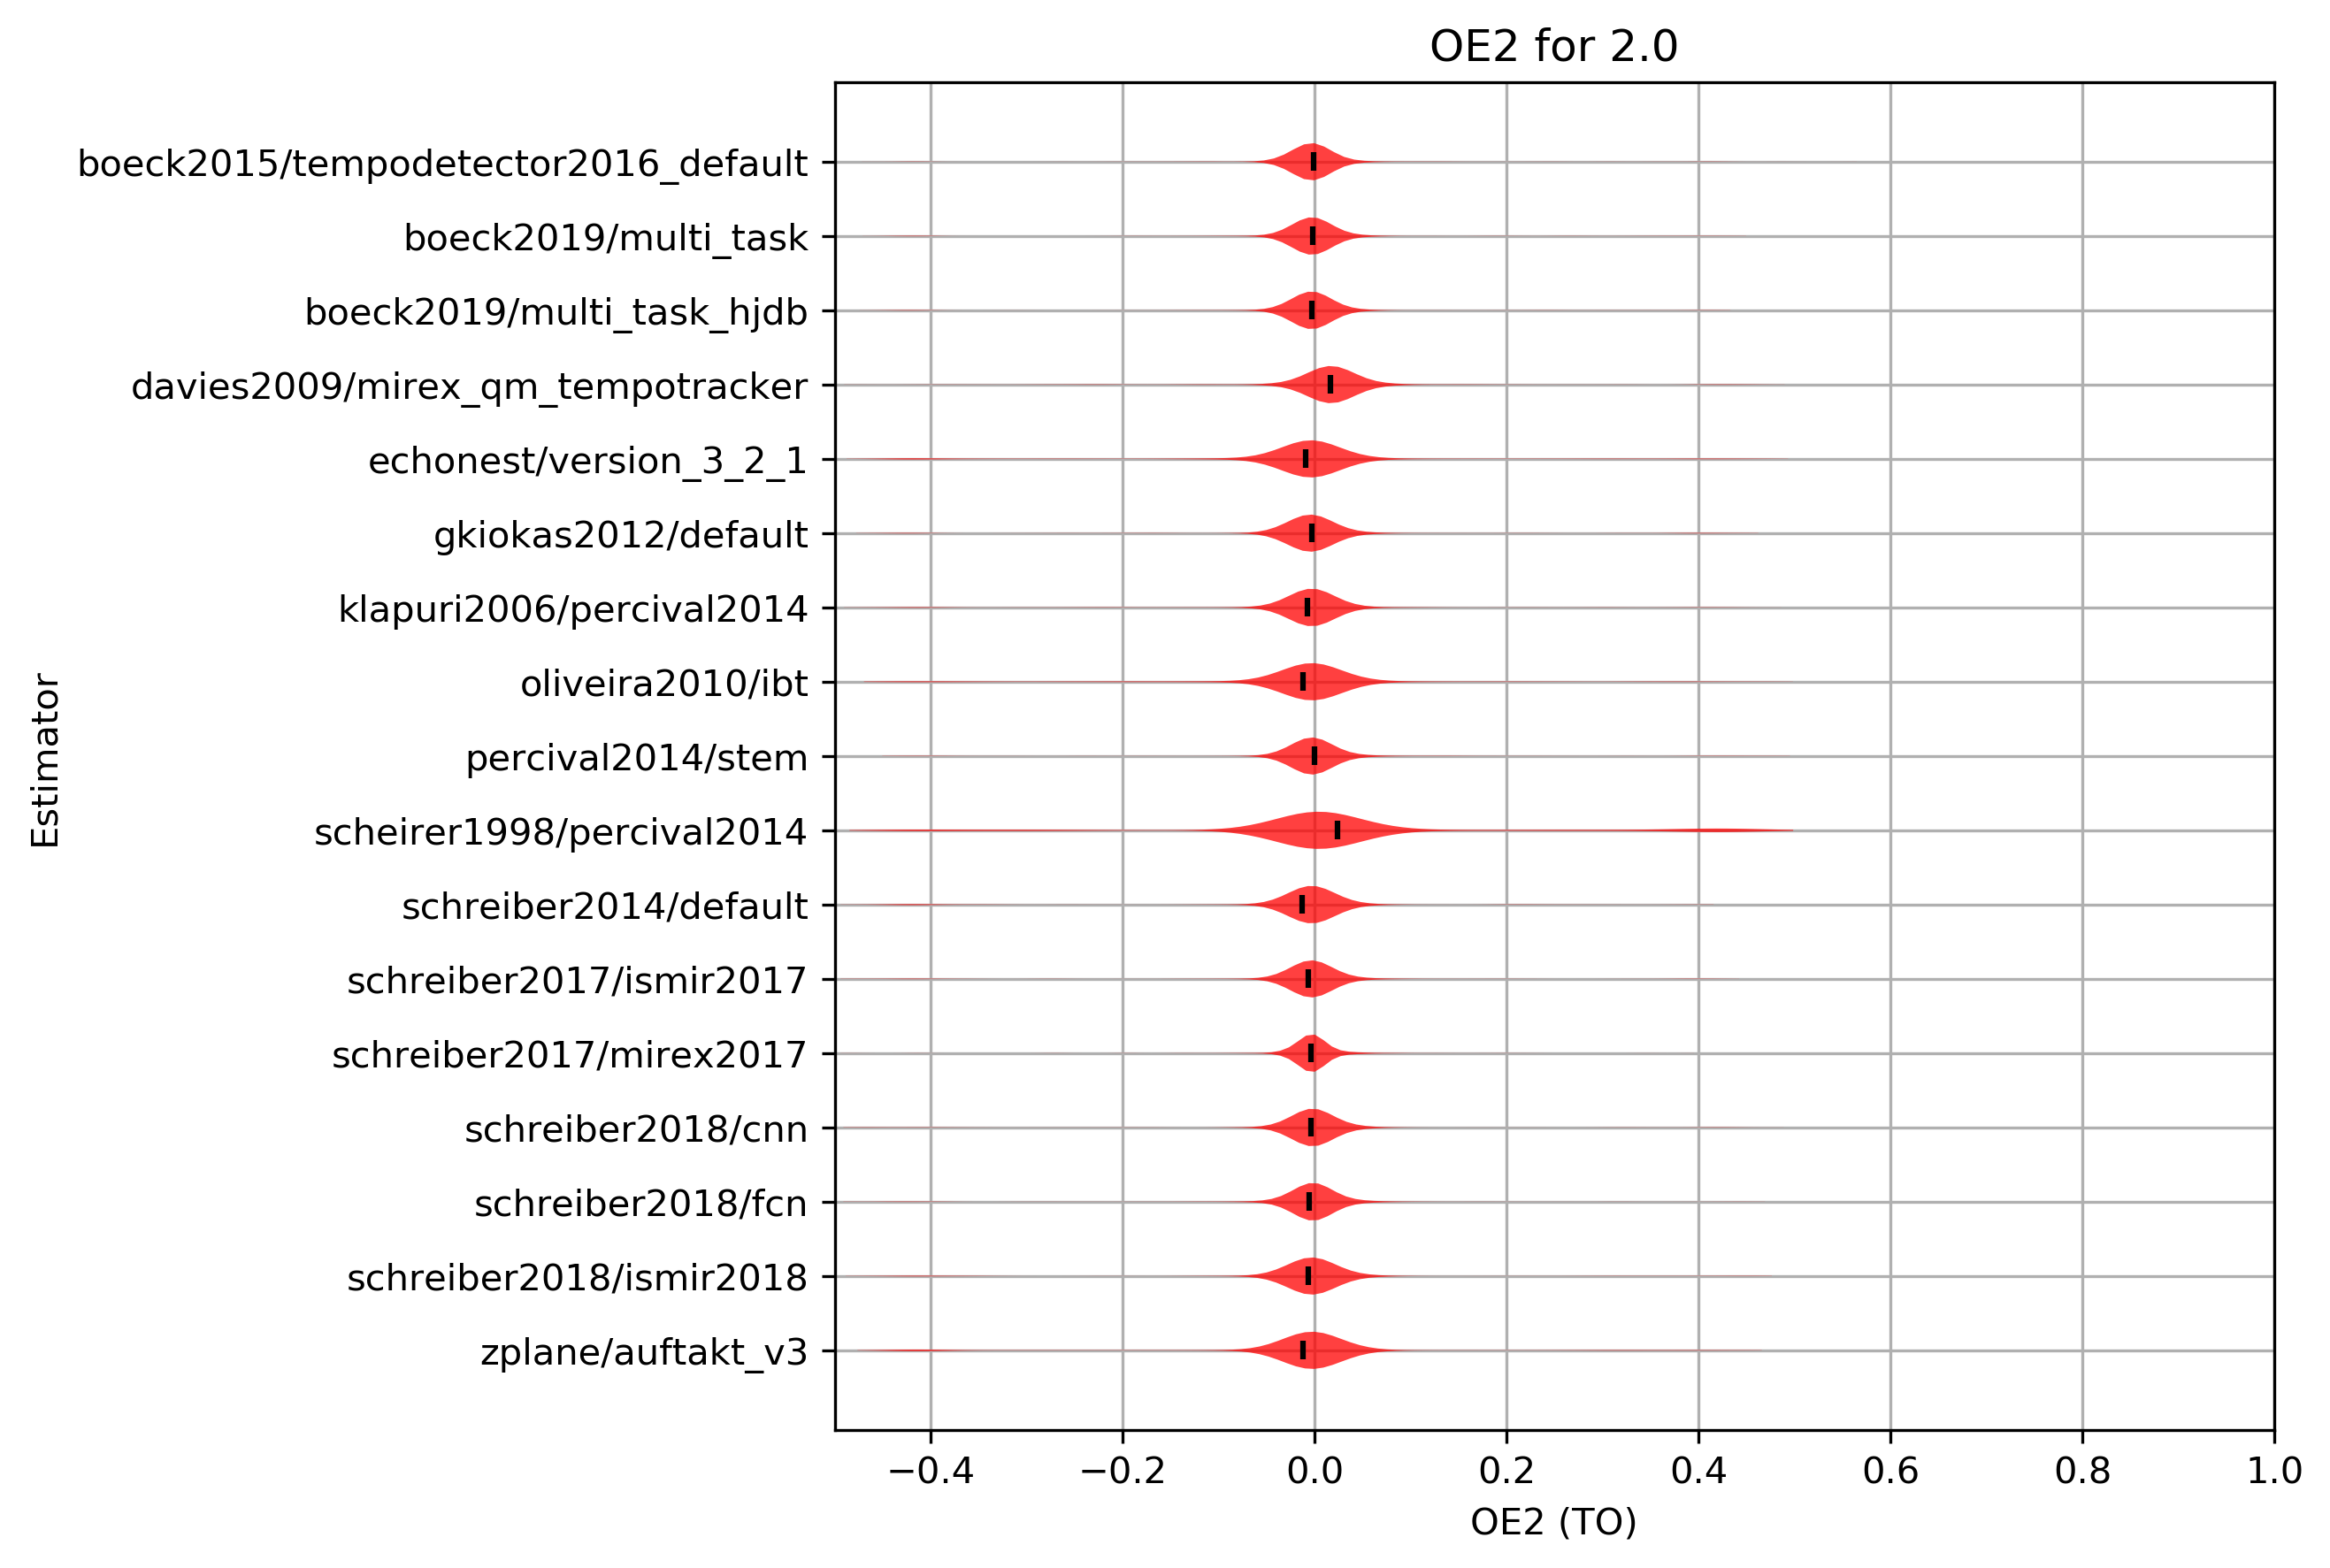 OE2 for 2.0
boeck2015/tempodetector2016_default
boeck2019/multi_task
boeck2019/multi_task_hjdb
davies2009/mirex_qm_tempotracker
echonest/version_3_2_1
gkiokas2012/default
klapuri2006/percival2014
oliveira2010/ibt
percival2014/stem
scheirer1998/percival2014
schreiber2014/default
schreiber2017/ismir2017
schreiber2017/mirex2017
schreiber2018/cnn
schreiber2018/fcn
schreiber2018/ismir2018
zplane/auftakt_v3
Estimator
−0.4 −0.2 0.0 0.2 0.4 0.6 0.8 1.0
OE2 (TO)